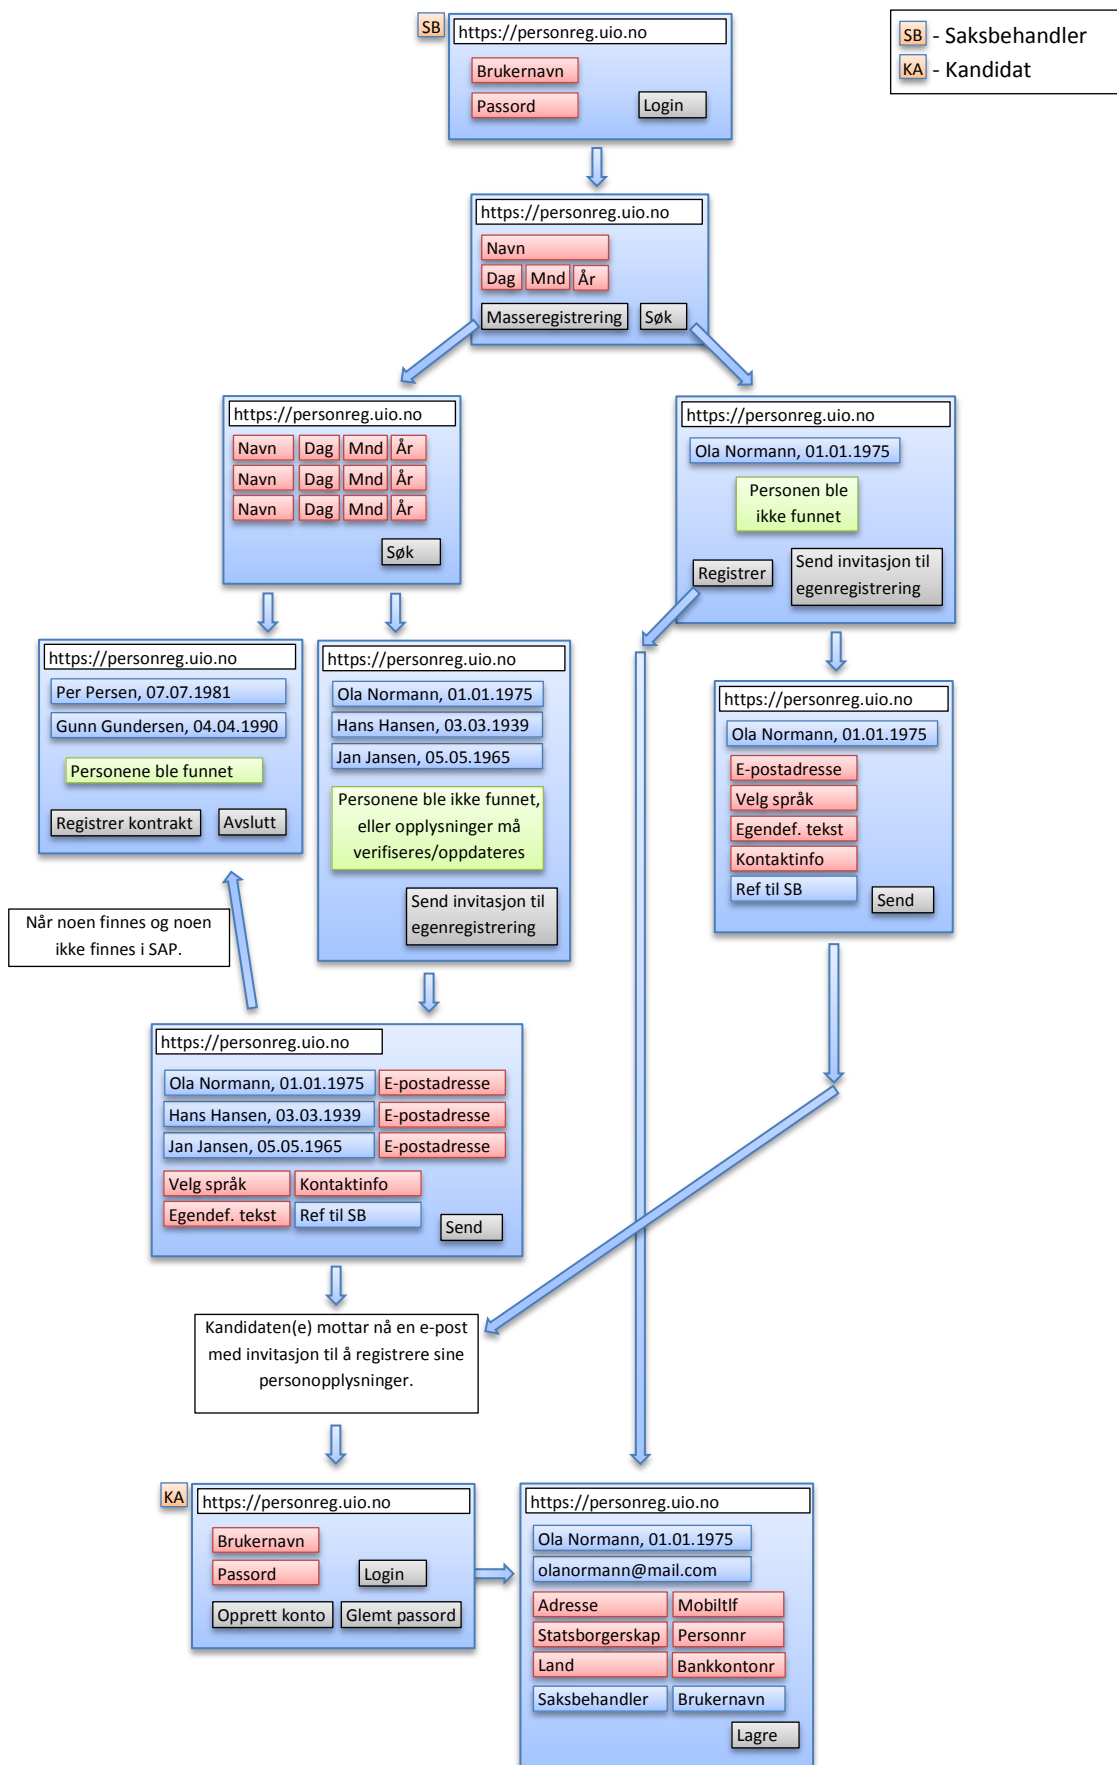 SB
https://personreg.uio.no
Brukernavn
Passord
Login
SB - Saksbehandler
KA - Kandidat
https://personreg.uio.no
Navn
Dag Mnd År
Masseregistrering Søk
https://personreg.uio.no
Navn Dag Mnd År
Navn Dag Mnd År
Navn Dag Mnd År
Søk
https://personreg.uio.no
Ola Normann, 01.01.1975
Personen ble
ikke funnet
Registrer
Send invitasjon til
egenregistrering
https://personreg.uio.no
Per Persen, 07.07.1981
Gunn Gundersen, 04.04.1990
Personene ble funnet
Registrer kontrakt Avslutt
https://personreg.uio.no
Ola Normann, 01.01.1975
Hans Hansen, 03.03.1939
Jan Jansen, 05.05.1965
Personene ble ikke funnet,
eller opplysninger må
verifiseres/oppdateres
Send invitasjon til
egenregistrering
https://personreg.uio.no
Ola Normann, 01.01.1975
E-postadresse
Velg språk
Egendef. tekst
Kontaktinfo
Ref til SB
Send
Når noen finnes og noen
ikke finnes i SAP.
https://personreg.uio.no
Ola Normann, 01.01.1975 E-postadresse
Hans Hansen, 03.03.1939 E-postadresse
Jan Jansen, 05.05.1965 E-postadresse
Velg språk Kontaktinfo
Egendef. tekst Ref til SB
Send
Kandidaten(e) mottar nå en e-post
med invitasjon til å registrere sine
personopplysninger.
KA
https://personreg.uio.no
Brukernavn
Passord
Login
Opprett konto Glemt passord
https://personreg.uio.no
Ola Normann, 01.01.1975
olanormann@mail.com
Adresse Mobiltlf
Statsborgerskap Personnr
Land Bankkontonr
Saksbehandler Brukernavn
Lagre